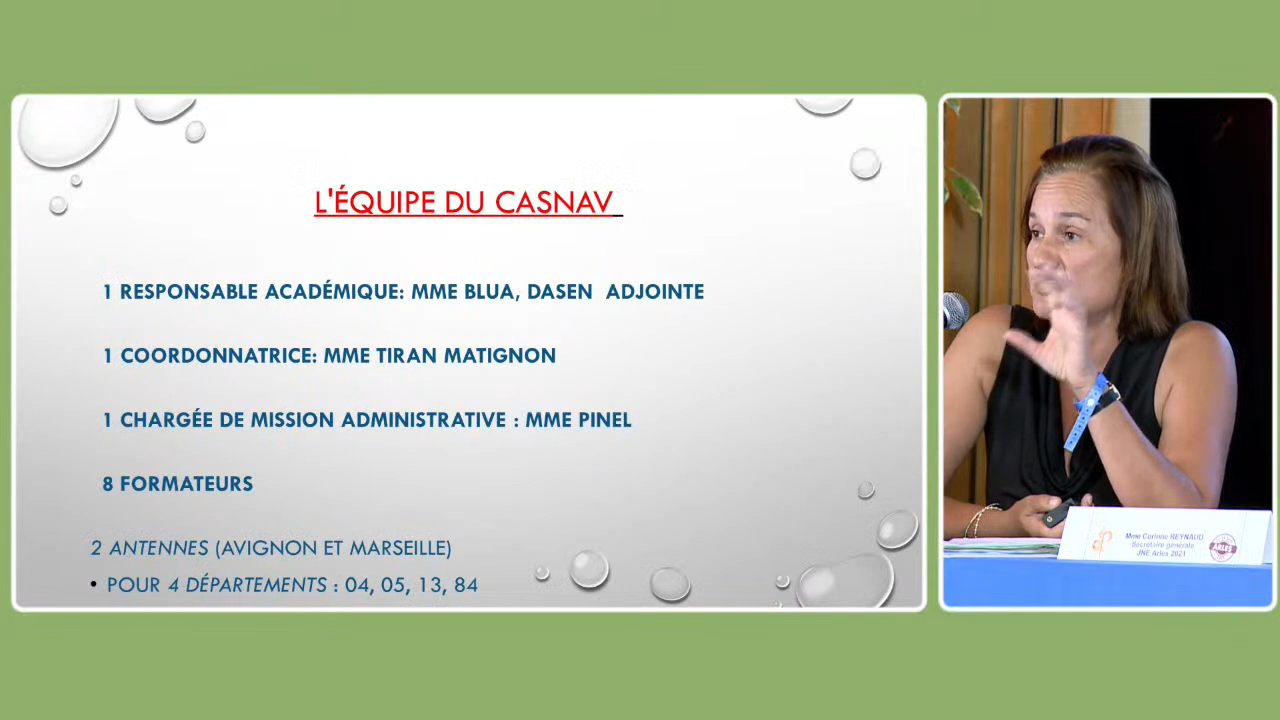 L'ÉQUIPE DU CASNAV
1 RESPONSABLE ACADÉMIQUE: MME BLUA, DASEN ADJOINTE
1 COORDONNATRICE: MME TIRAN MATIGNON
1 CHARGÉE DE MISSION ADMINISTRATIVE : MME PINEL
8 FORMATEURS
2 ANTENNES (AVIGNON ET MARSEILLE)
• POUR 4 DÉPARTEMENTS : 04, 05, 13, 84
Mme Corinne REYNAUD
Secrétaire générale
JNE Arles 2021
ARLES